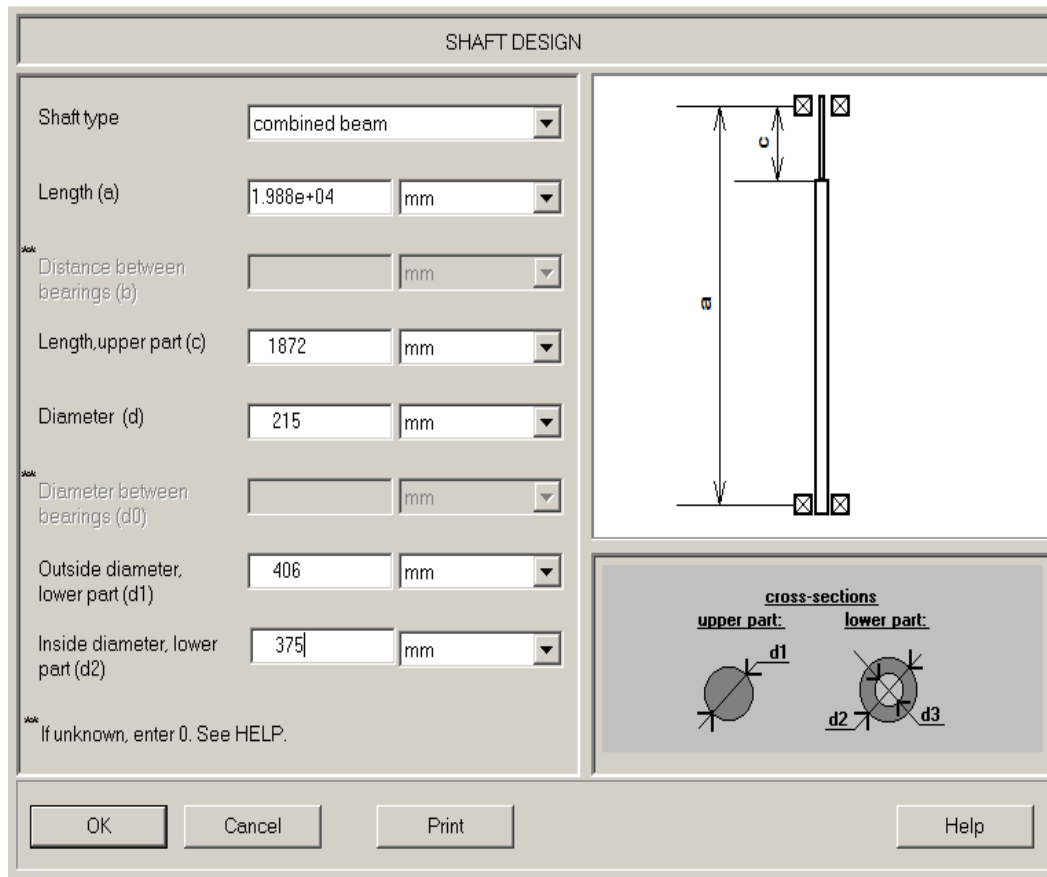 SHAFT DESIGN
Shaft type
combined beam
Length (a)
1.988e+04
mm
**
Distance between
bearings (b)
mm
Length,upper part (c)
1872
mm
Diameter (d)
215
mm
**
Diameter between
bearings (d0)
mm
Outside diameter,
lower part (d1)
406
mm
Inside diameter, lower
part (d2)
375
mm
** If unknown, enter 0. See HELP.
c
a
cross-sections
upper part: lower part:
d1
d2 d3
OK Cancel Print Help